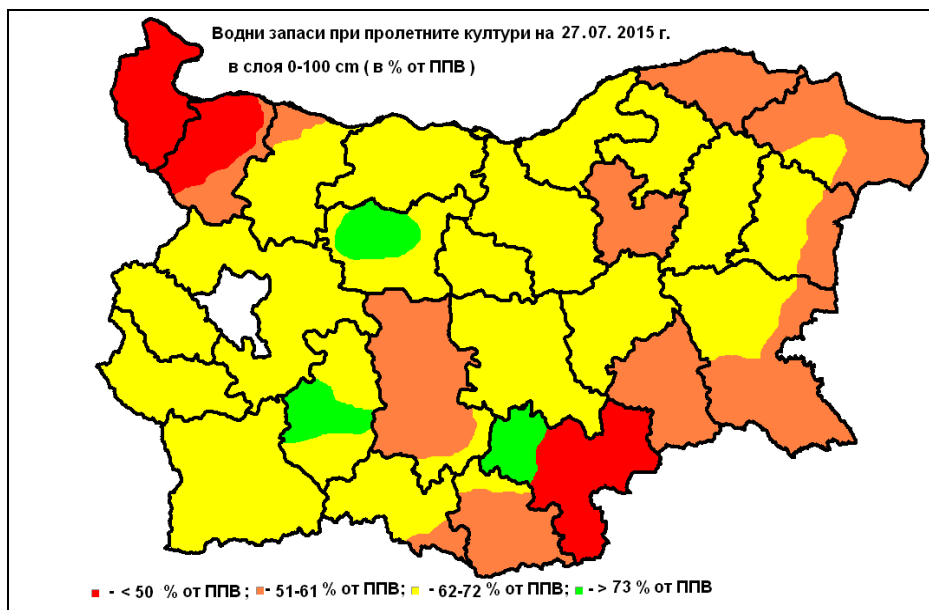 Водни запаси при пролетните култури на 27.07. 2015 г.
в слоя 0-100 cm ( в % от ППВ )
- < 50 % от ППВ ; - 51-61 % от ППВ; - 62-72 % от ППВ; - > 73 % от ППВ